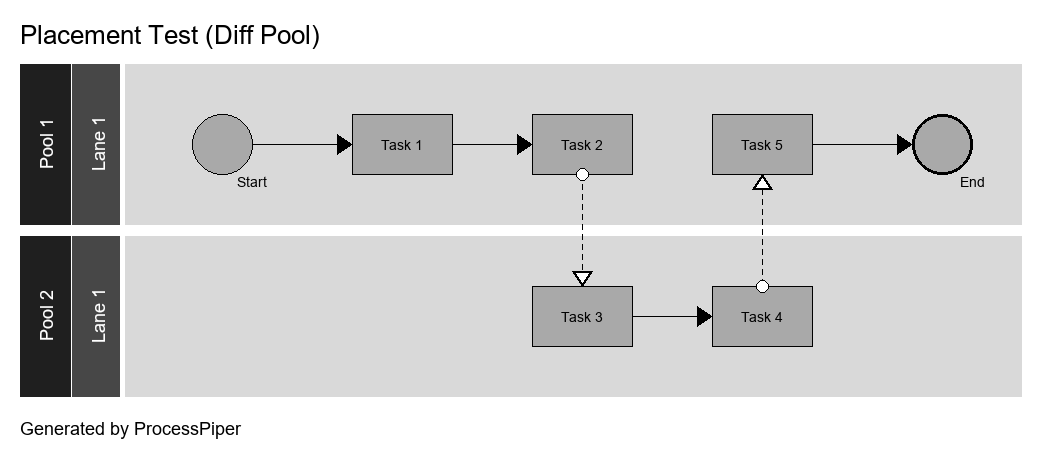 Placement Test (Diff Pool)
Pool 1
Lane 1
Start
Task 1
Task 2
Task 5
End
Pool 2
Lane 1
Task 3
Task 4
Generated by ProcessPiper